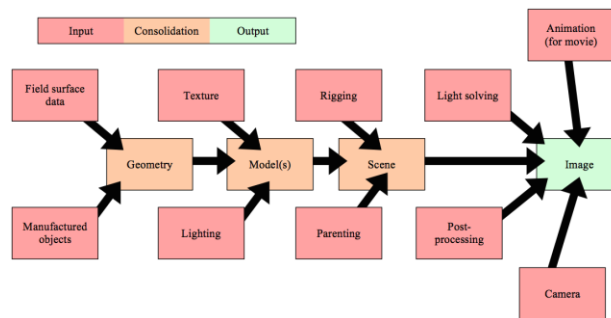 Input
Consolidation
Output
Animation
(for movie)
Field surface
data
Texture
Rigging
Light solving
Geometry
Model(s)
Scene
Image
Manufactured
objects
Lighting
Parenting
Post-
processing
Camera